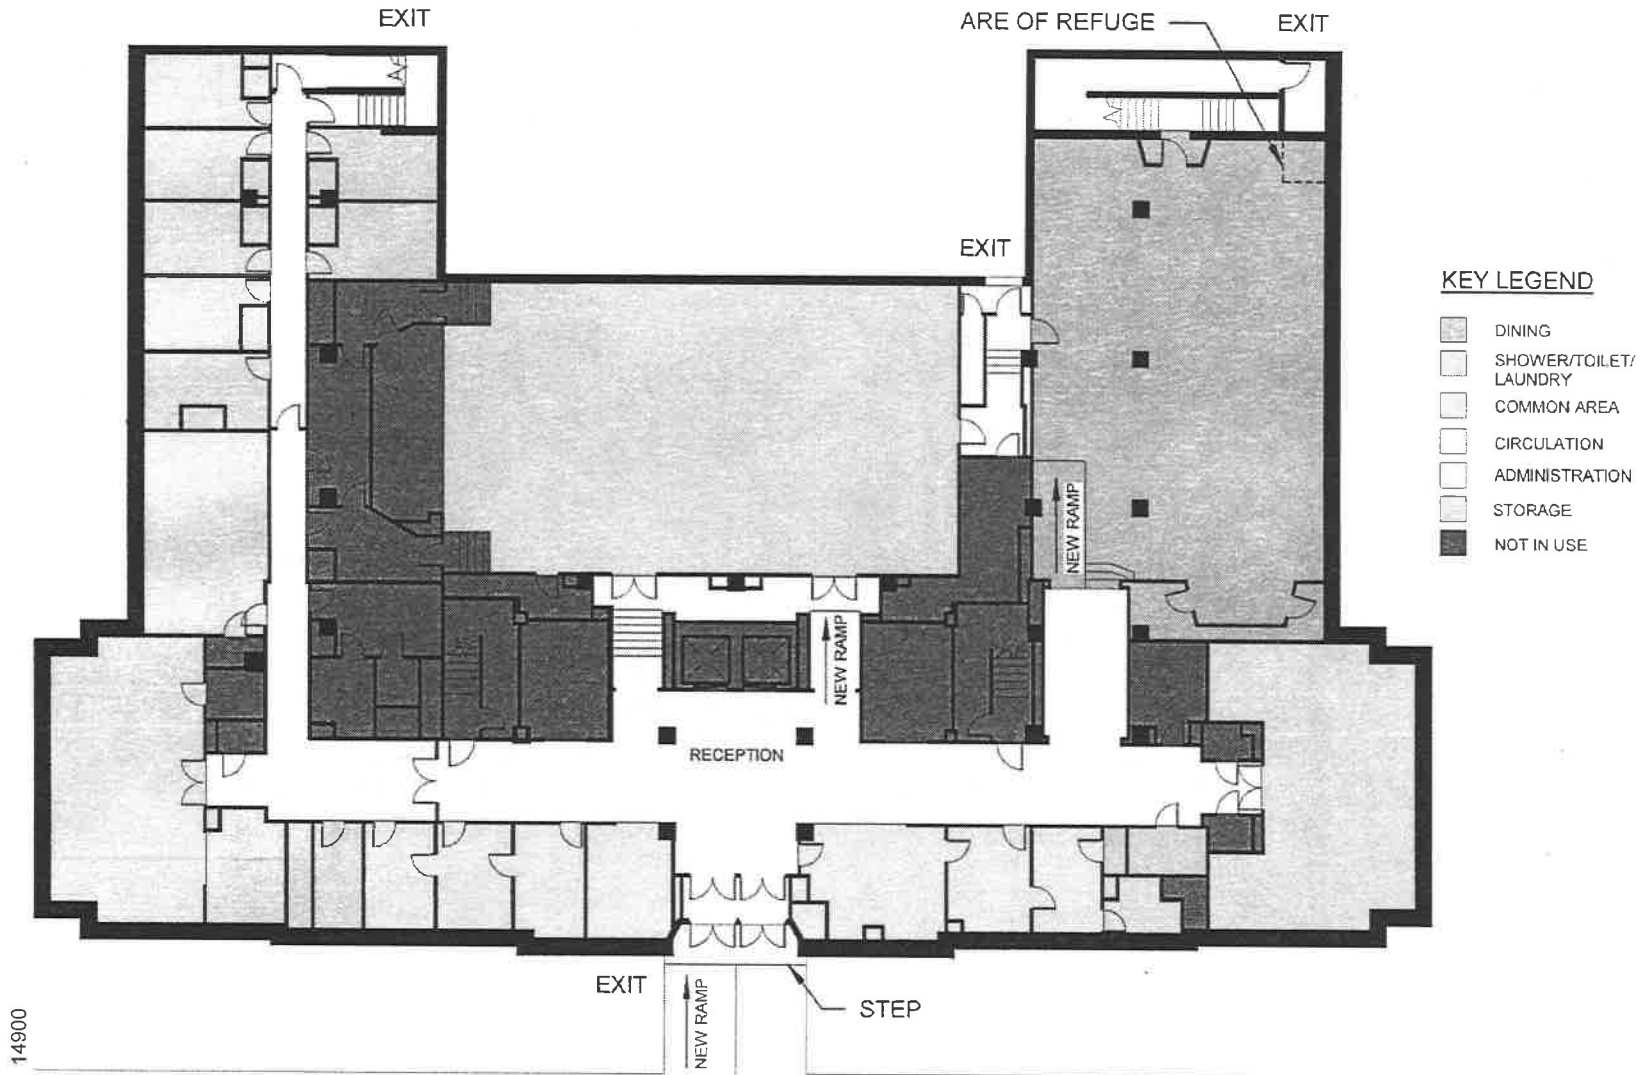 EXIT
ARE OF REFUGE
EXIT
EXIT
KEY LEGEND
DINING
SHOWER/TOILET/
LAUNDRY
COMMON AREA
CIRCULATION
ADMINISTRATION
STORAGE
NOT IN USE
NEW RAMP
NEW RAMP
RECEPTION
EXIT
NEW RAMP
STEP
14900